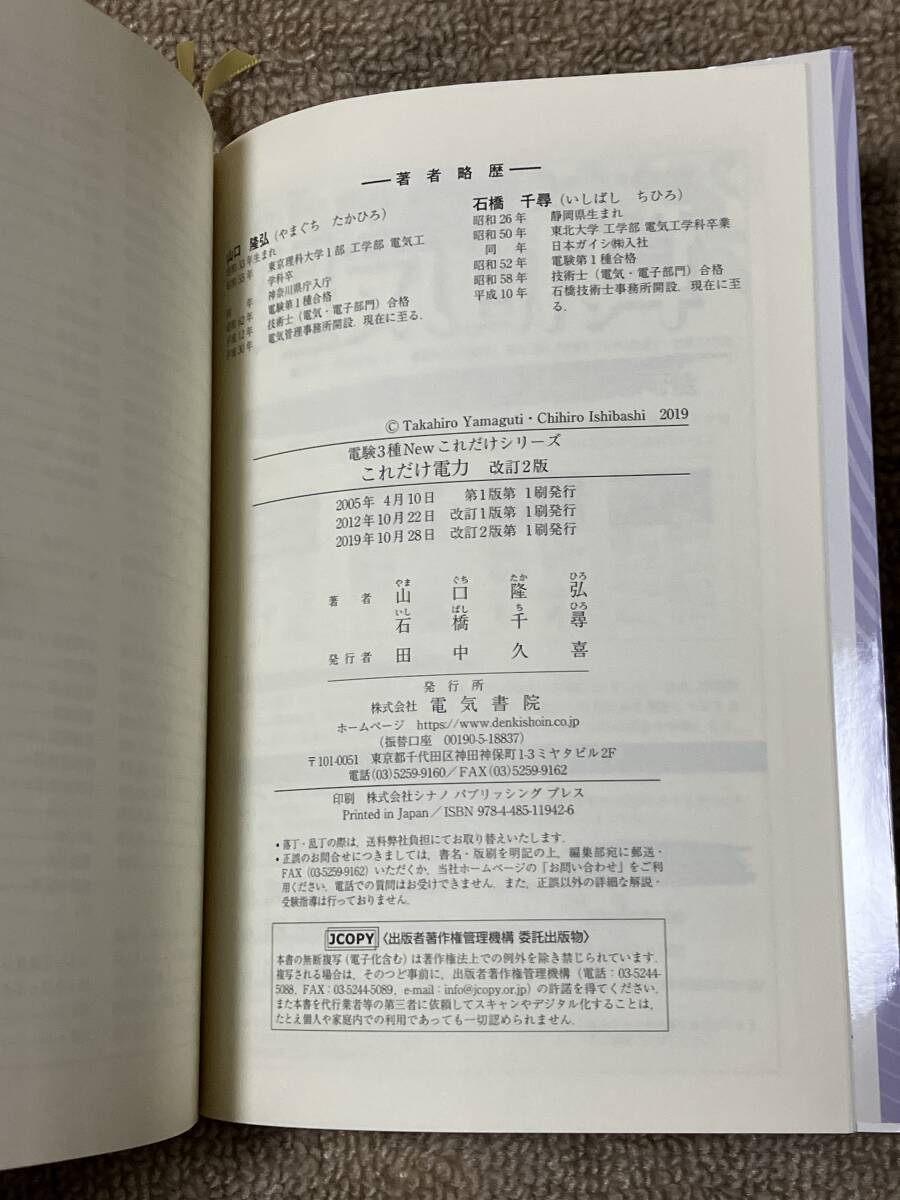 著者略歴
山口 隆弘(やまぐち たかひろ)
年生まれ
年 東京理科大学1部 工学部 電気工
学科卒
年 神奈川県庁入庁
年 電験第1種合格
平成12年 技術士(電気・電子部門)合格
平成30年 電気管理事務所開設.現在に至る.
石橋 千尋(いしばし ちひろ)
昭和26年 静岡県生まれ
昭和50年 東北大学 工学部 電気工学科卒業
同 年 日本ガイシ㈱入社
昭和52年 電験第1種合格
昭和58年 技術士(電気・電子部門)合格
平成10年 石橋技術士事務所開設.現在に至
る.
© Takahiro Yamaguti・Chihiro Ishibashi 2019
電験3種Newこれだけシリーズ
これだけ電力 改訂2版
2005年 4月10日 第1版第 1刷発行
2012年10月22日 改訂1版第 1刷発行
2019年10月28日 改訂2版第 1刷発行
やま ぐち たか ひろ
著者 山口隆弘
いし ばし ち ひろ
石橋千尋
発行者 田中久喜
発行所
株式会社 電気書院
ホームページ https://www.denkishoin.co.jp
(振替口座 00190-5-18837)
〒101-0051 東京都千代田区神田神保町1-3ミヤタビル2F
電話(03)5259-9160/FAX(03)5259-9162
印刷 株式会社シナノ パブリッシング プレス
Printed in Japan/ISBN 978-4-485-11942-6
・落丁・乱丁の際は,送料弊社負担にてお取り替えいたします.
・正誤のお問合せにつきましては,書名・版刷を明記の上,編集部宛に郵送・
FAX(03-5259-9162)いただくか,当社ホームページの「お問い合わせ」をご利
用ください.電話での質問はお受けできません.また,正誤以外の詳細な解説・
受験指導は行っておりません.
JCOPY〈出版者著作権管理機構 委託出版物〉
本書の無断複写(電子化含む)は著作権法上での例外を除き禁じられています.
複写される場合は,そのつど事前に,出版者著作権管理機構(電話:03-5244-
5088,FAX:03-5244-5089,e-mail:info@jcopy.or.jp)の許諾を得てください.
また本書を代行業者等の第三者に依頼してスキャンやデジタル化することは,
たとえ個人や家庭内での利用であっても一切認められません.